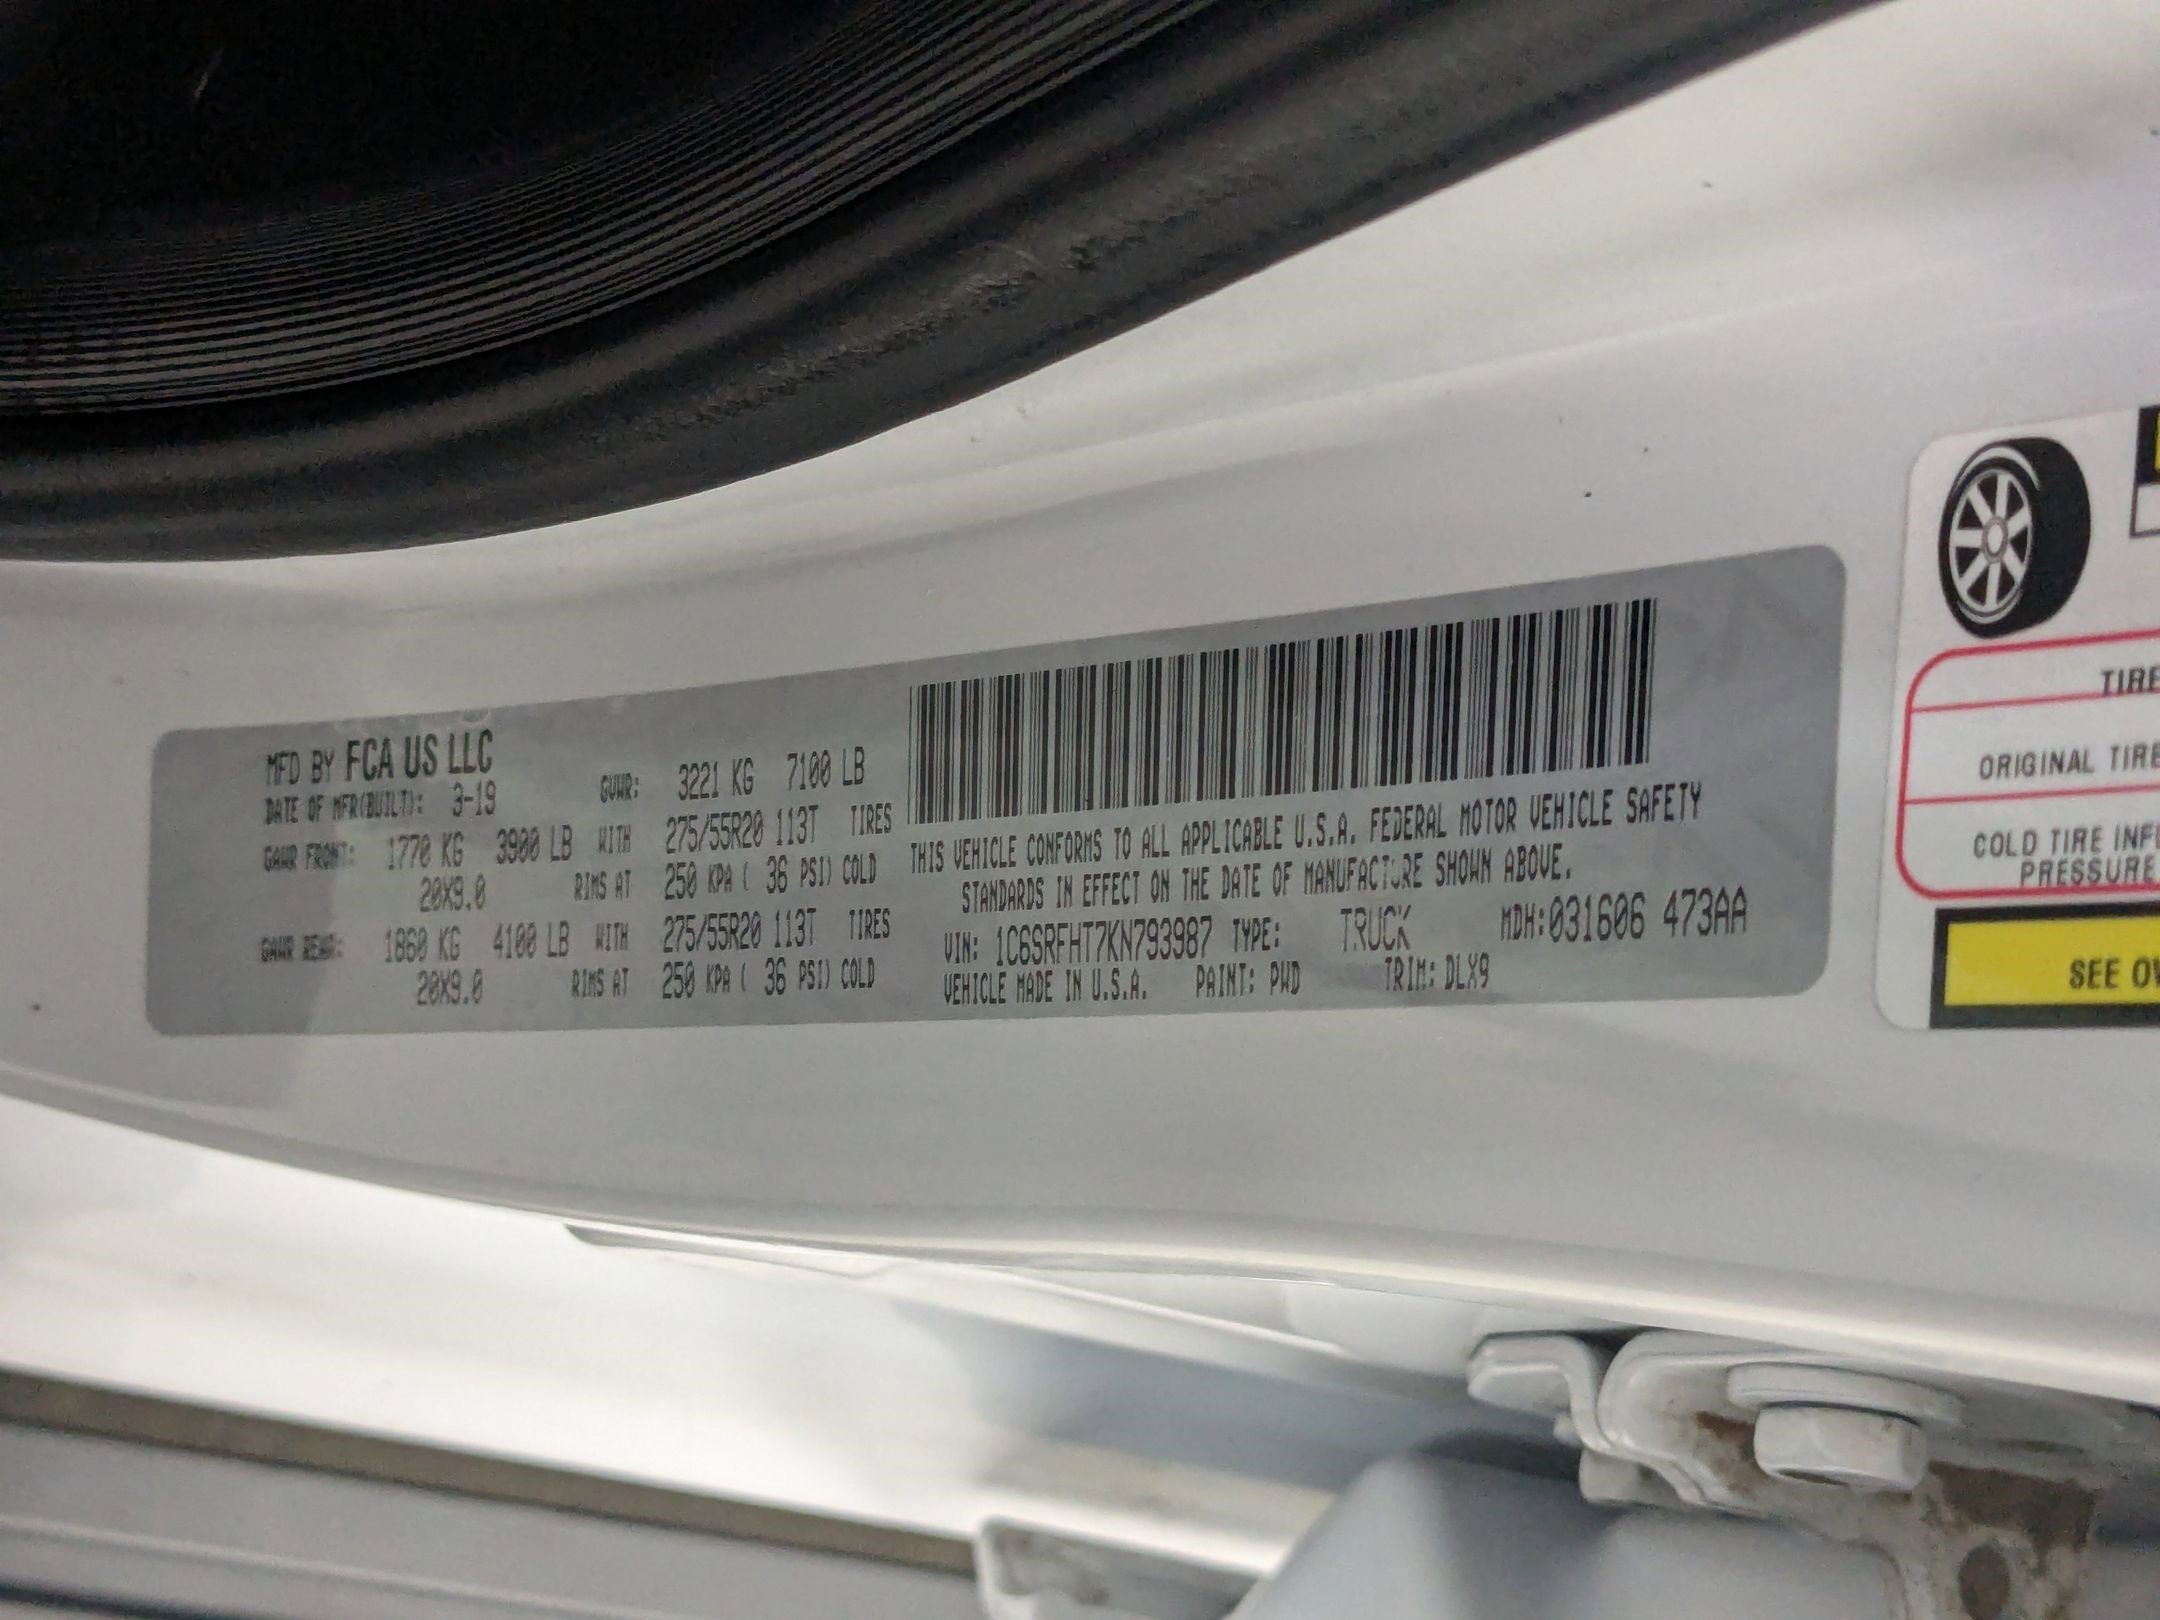 MFD BY FCA US LLC
DATE OF MFR(BUILT): 3-19 GVWR: 3221 KG 7100 LB
GAWR FRONT: 1770 KG 3900 LB WITH 275/55R20 113T TIRES
20X9.0 RIMS AT 250 KPA ( 36 PSI) COLD
GAWR REAR: 1860 KG 4100 LB WITH 275/55R20 113T TIRES
20X9.0 RIMS AT 250 KPA ( 36 PSI) COLD
THIS VEHICLE CONFORMS TO ALL APPLICABLE U.S.A. FEDERAL MOTOR VEHICLE SAFETY
STANDARDS IN EFFECT ON THE DATE OF MANUFACTURE SHOWN ABOVE.
VIN: 1C6SRFHT7KN793987 TYPE: TRUCK MDH:031606 473AA
VEHICLE MADE IN U.S.A. PAINT: PWD TRIM: DLX9
TIRE
ORIGINAL TIRE
COLD TIRE INFL
PRESSURE
SEE OW